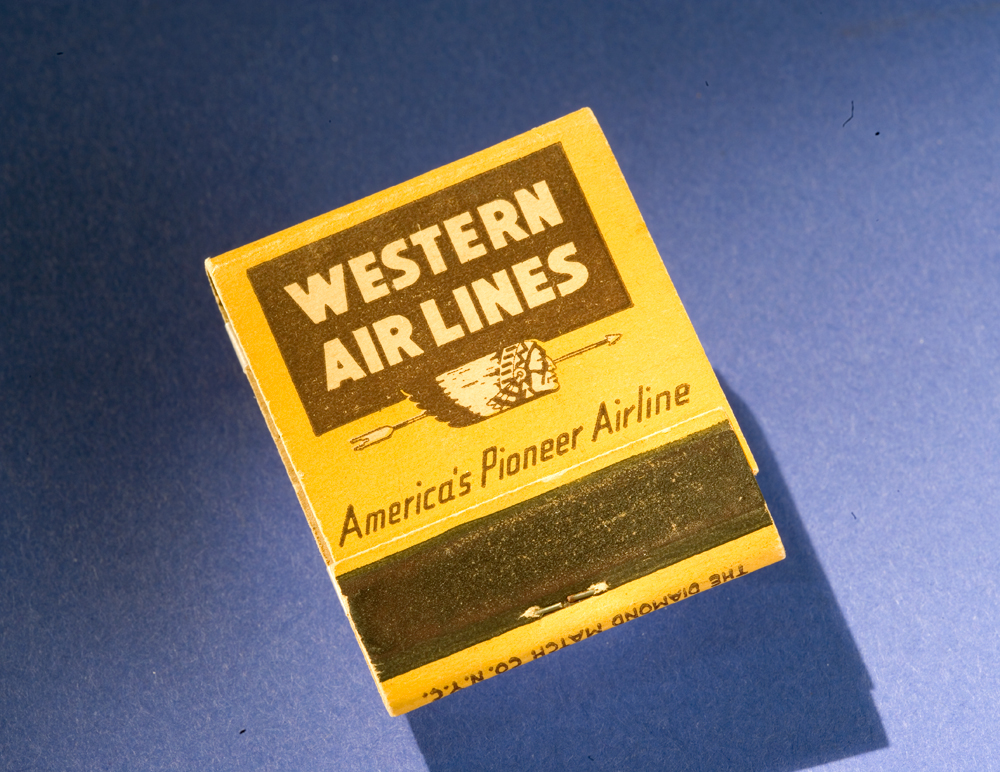 WESTERN
AIR LINES
America's Pioneer Airline
THE DIAMOND MATCH CO. N.Y.C.